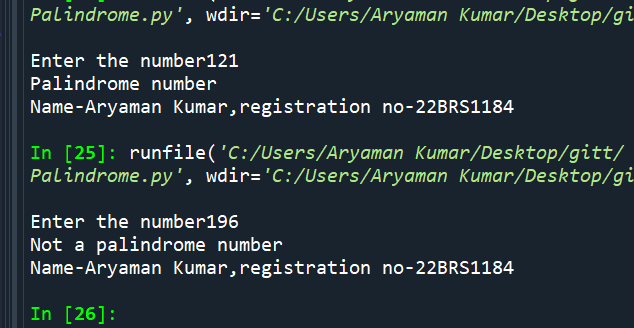 Palindrome.py', wdir='C:/Users/Aryaman Kumar/Desktop/gi
Enter the number121
Palindrome number
Name-Aryaman Kumar,registration no-22BRS1184
In [25]: runfile('C:/Users/Aryaman Kumar/Desktop/gitt/
Palindrome.py', wdir='C:/Users/Aryaman Kumar/Desktop/gi
Enter the number196
Not a palindrome number
Name-Aryaman Kumar,registration no-22BRS1184
In [26]: